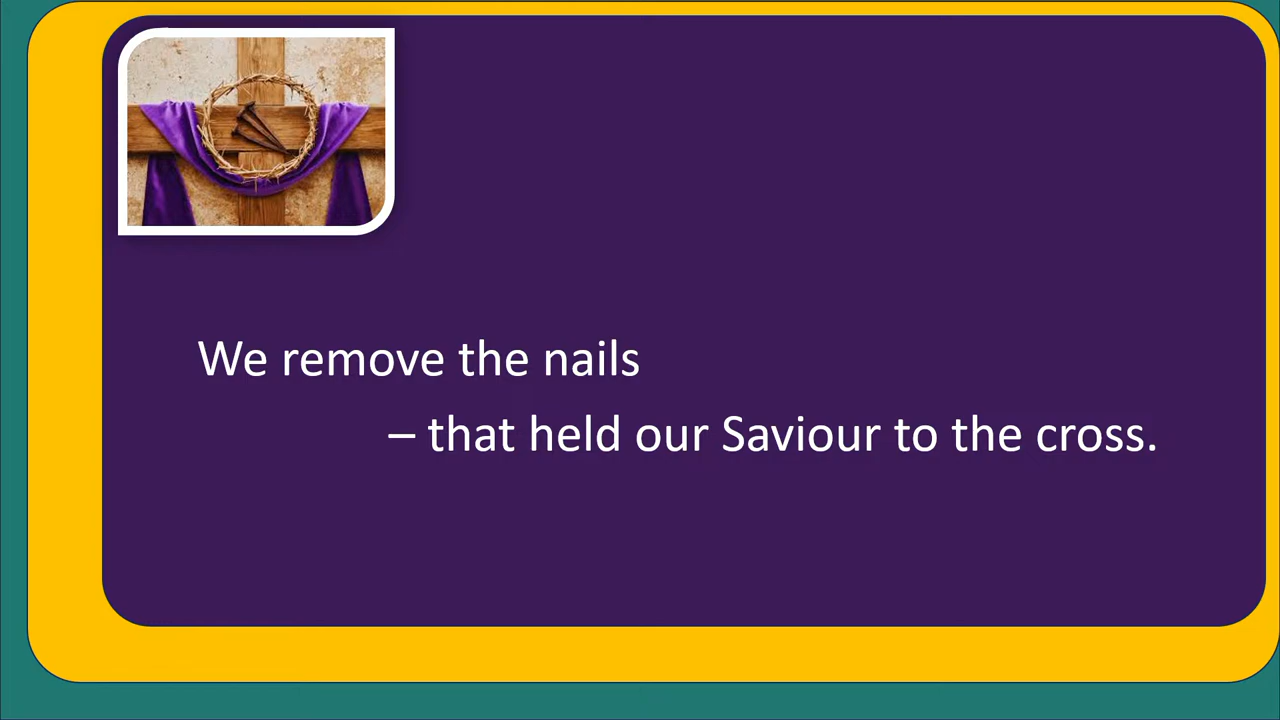 We remove the nails
– that held our Saviour to the cross.